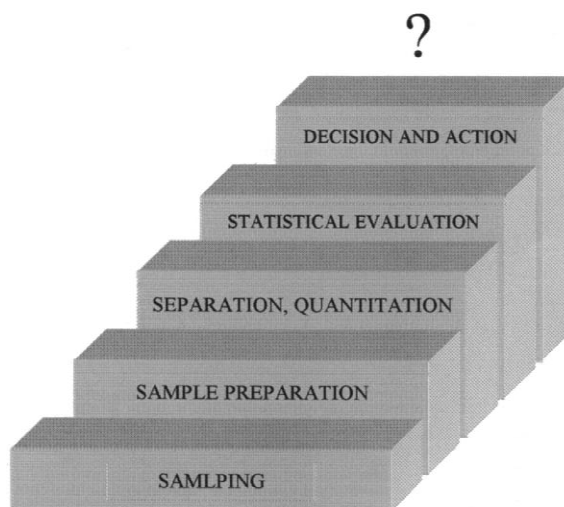 ?
DECISION AND ACTION
STATISTICAL EVALUATION
SEPARATION, QUANTITATION
SAMPLE PREPARATION
SAMLPING